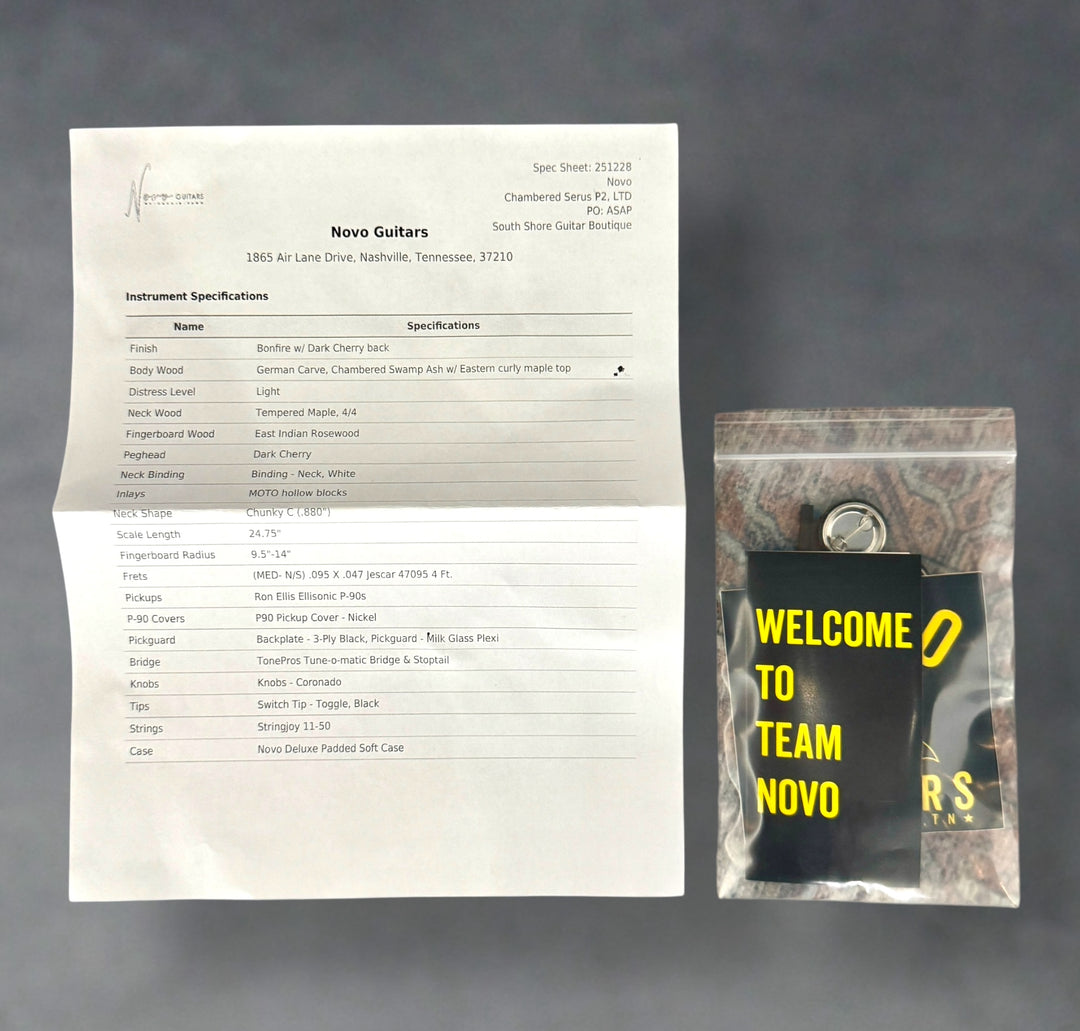 GUITARS
Spec Sheet: 251228
Novo
Chambered Serus P2, LTD
PO: ASAP
South Shore Guitar Boutique
Novo Guitars
1865 Air Lane Drive, Nashville, Tennessee, 37210
Instrument Specifications
Name Specifications
Finish Bonfire w/ Dark Cherry back
Body Wood German Carve, Chambered Swamp Ash w/ Eastern curly maple top
Distress Level Light
Neck Wood Tempered Maple, 4/4
Fingerboard Wood East Indian Rosewood
Peghead Dark Cherry
Neck Binding Binding - Neck, White
Inlays MOTO hollow blocks
Neck Shape Chunky C (.880")
Scale Length 24.75"
Fingerboard Radius 9.5"-14"
Frets (MED- N/S) .095 X .047 Jescar 47095 4 Ft.
Pickups Ron Ellis Ellisonic P-90s
P-90 Covers P90 Pickup Cover - Nickel
Pickguard Backplate - 3-Ply Black, Pickguard - Milk Glass Plexi
Bridge TonePros Tune-o-matic Bridge & Stoptail
Knobs Knobs - Coronado
Tips Switch Tip - Toggle, Black
Strings Stringjoy 11-50
Case Novo Deluxe Padded Soft Case
WELCOME
TO
TEAM
NOVO
O
RS
TN★